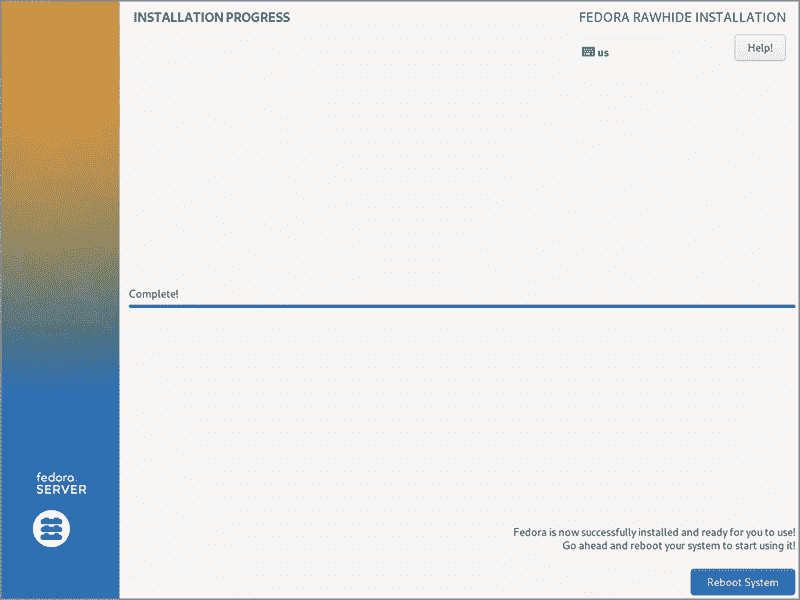 INSTALLATION PROGRESS
FEDORA RAWHIDE INSTALLATION
us
Help!
Complete!
fedora
SERVER
Fedora is now successfully installed and ready for you to use!
Go ahead and reboot your system to start using it!
Reboot System